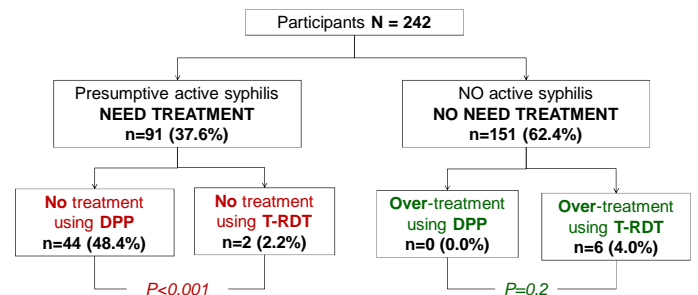 Participants N = 242
Presumptive active syphilis
NEED TREATMENT
n=91 (37.6%)
NO active syphilis
NO NEED TREATMENT
n=151 (62.4%)
No treatment
using DPP
n=44 (48.4%)
No treatment
using T-RDT
n=2 (2.2%)
Over-treatment
using DPP
n=0 (0.0%)
Over-treatment
using T-RDT
n=6 (4.0%)
P<0.001
P=0.2